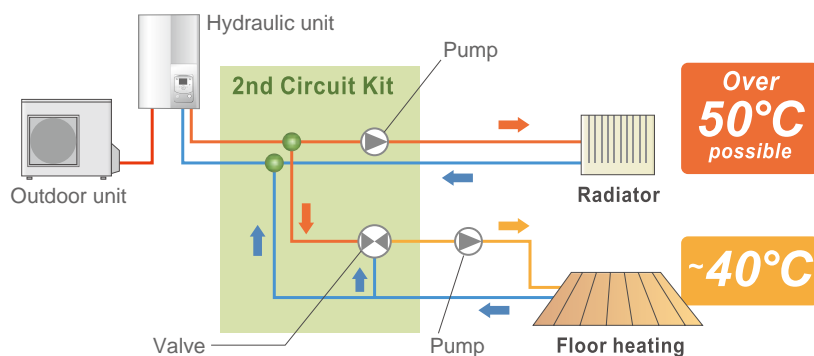 Hydraulic unit
Pump
2nd Circuit Kit
Over
50°C
possible
Outdoor unit
Radiator
~40°C
Valve
Pump
Floor heating